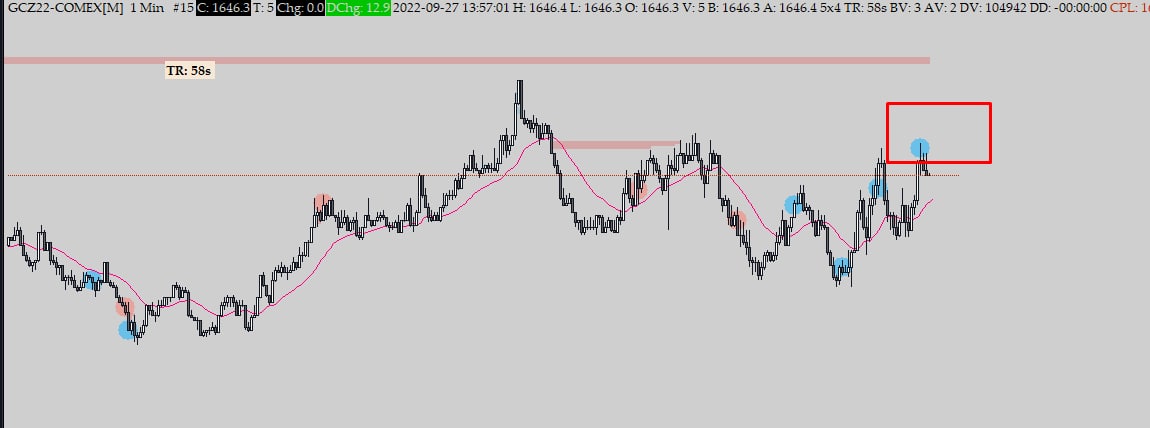 GCZ22-COMEX[M] 1 Min #15 C: 1646.3 T: 5 Chg: 0.0 DChg: 12.9 2022-09-27 13:57:01 H: 1646.4 L: 1646.3 O: 1646.3 V: 5 B: 1646.3 A: 1646.4 5x4 TR: 58s BV: 3 AV: 2 DV: 104942 DD: -00:00:00 CPL:
TR: 58s